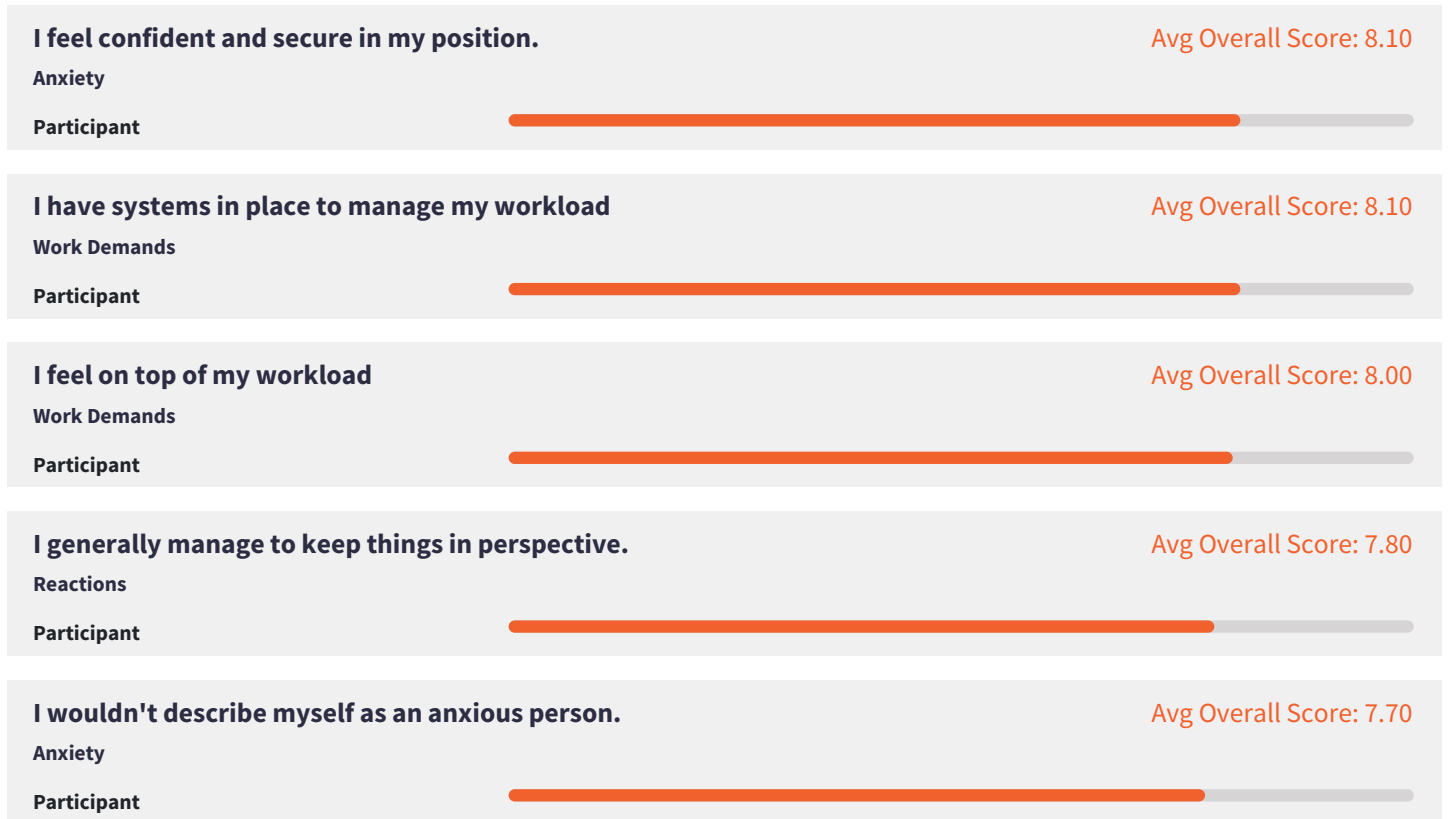 I feel confident and secure in my position.
Avg Overall Score: 8.10
Anxiety
Participant
I have systems in place to manage my workload
Avg Overall Score: 8.10
Work Demands
Participant
I feel on top of my workload
Avg Overall Score: 8.00
Work Demands
Participant
I generally manage to keep things in perspective.
Avg Overall Score: 7.80
Reactions
Participant
I wouldn't describe myself as an anxious person.
Avg Overall Score: 7.70
Anxiety
Participant